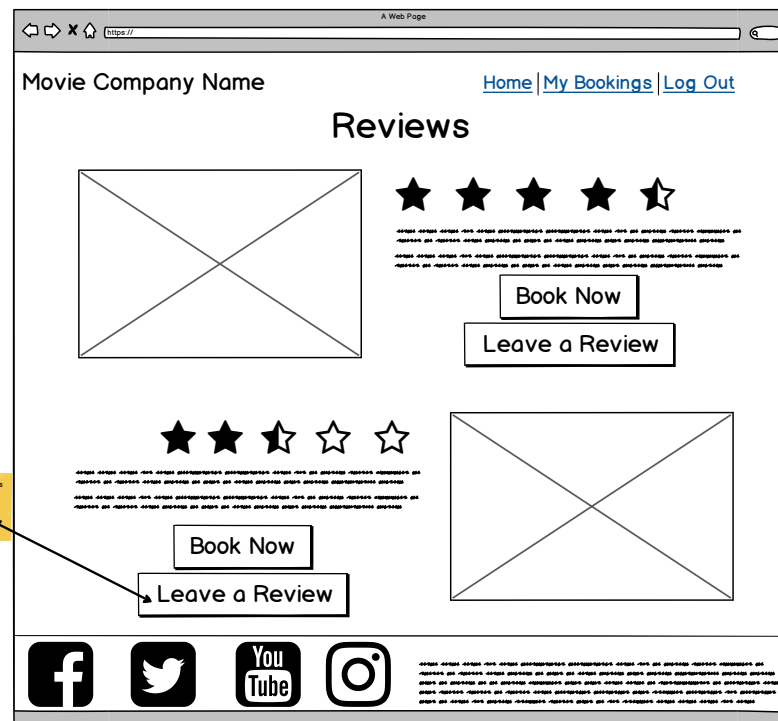 A Web Page
https://
Movie Company Name
Home My Bookings Log Out
Reviews
Book Now
Leave a Review
Book Now
Leave a Review
You
Tube